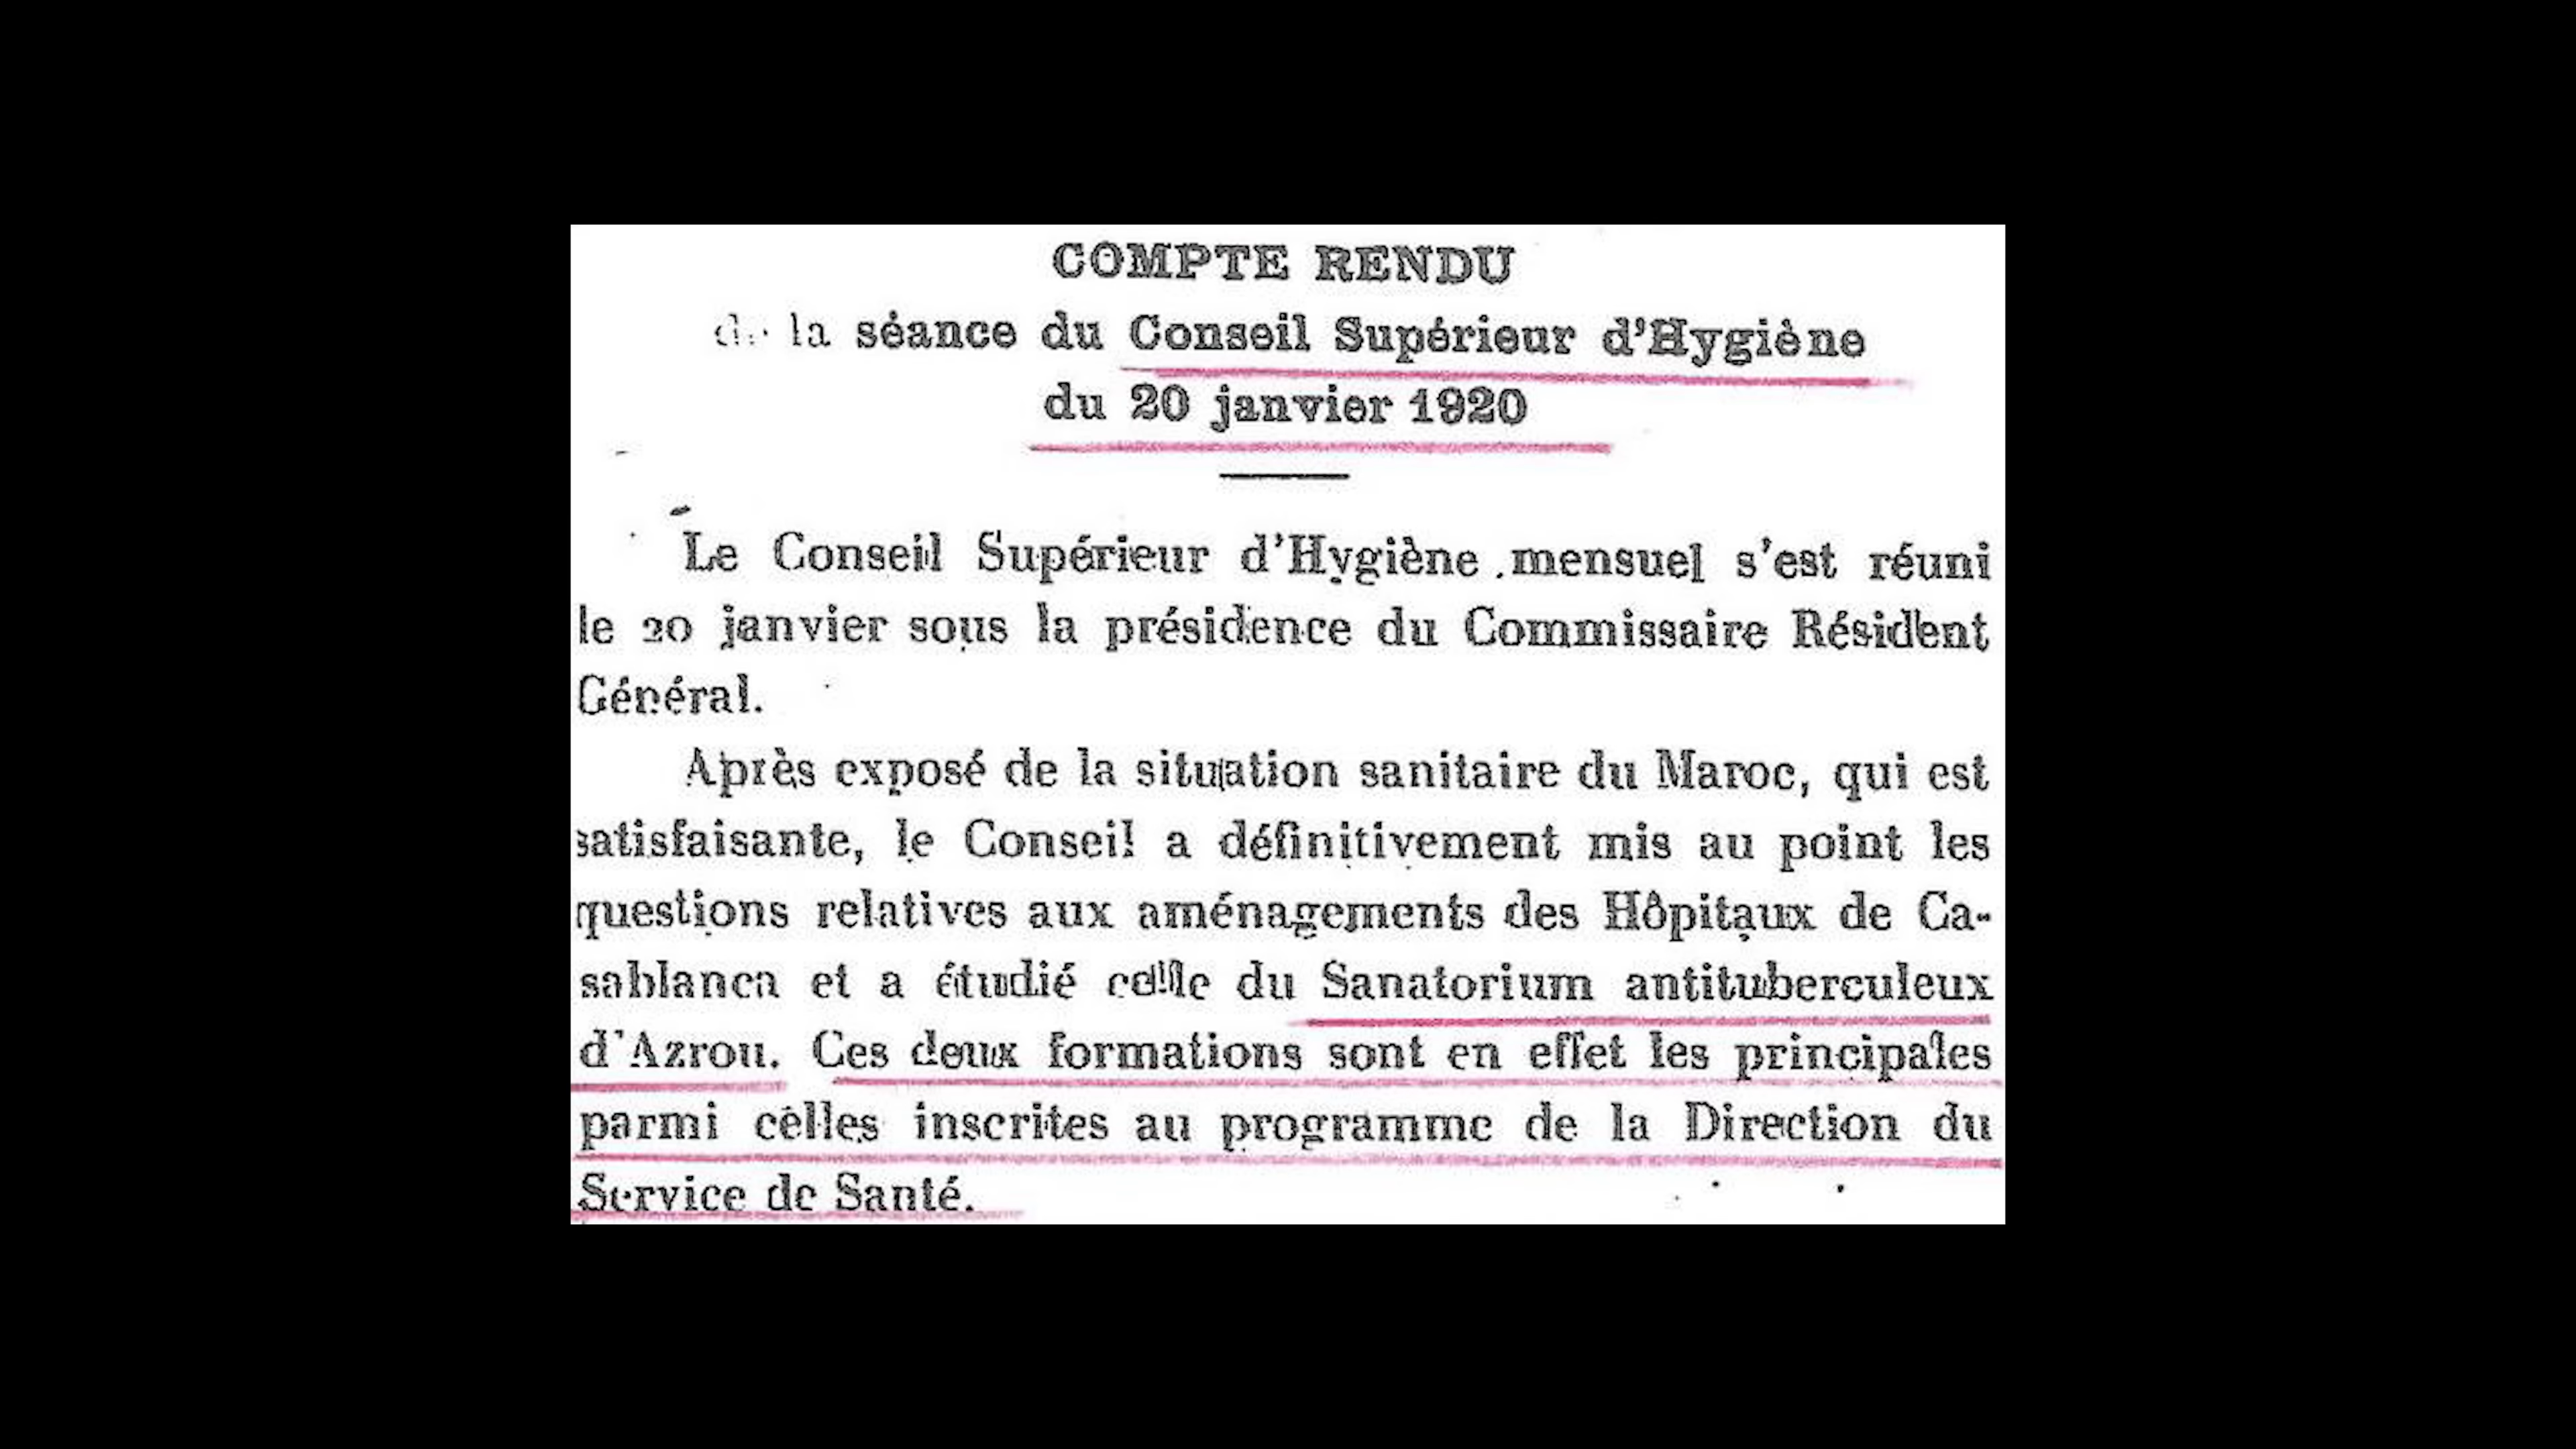 COMPTE RENDU
de la séance du Conseil Supérieur d'Hygiène
du 20 janvier 1920
Le Conseil Supérieur d'Hygiène mensuel s'est réuni
le 20 janvier sous la présidence du Commissaire Résident
Général.
Après exposé de la situation sanitaire du Maroc, qui est
satisfaisante, le Conseil a définitivement mis au point les
questions relatives aux aménagements des Hôpitaux de Ca-
sablanca et a étudié celle du Sanatorium antituberculeux
d'Azrou. Ces deux formations sont en effet les principales
parmi celles inscrites au programme de la Direction du
Service de Santé.